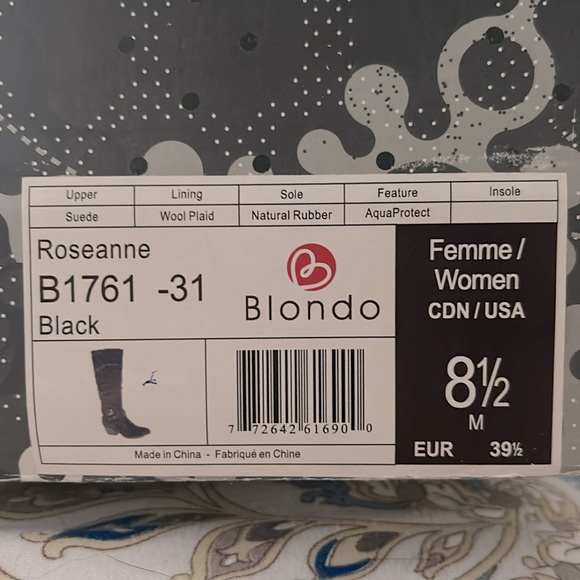 Upper Lining Sole Feature Insole
Suede Wool Plaid Natural Rubber AquaProtect
Roseanne
B1761 -31
Black
Blondo
Femme /
Women
CDN / USA
8½
M
EUR 39½
7 72642 61690 0
Made in China - Fabriqué en Chine